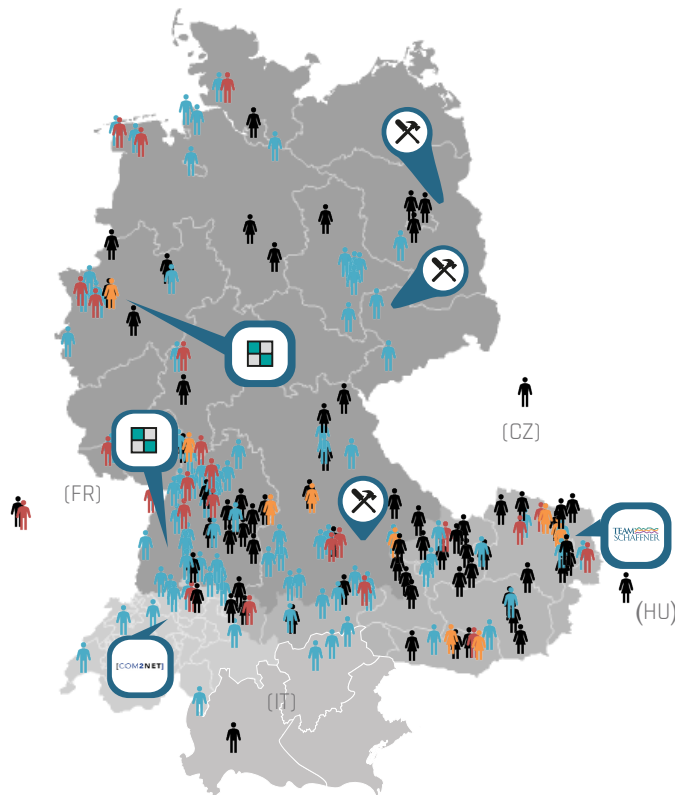 (CZ)
(FR)
TEAM
SCHAFFNER
(HU)
[COM2NET]
(IT)